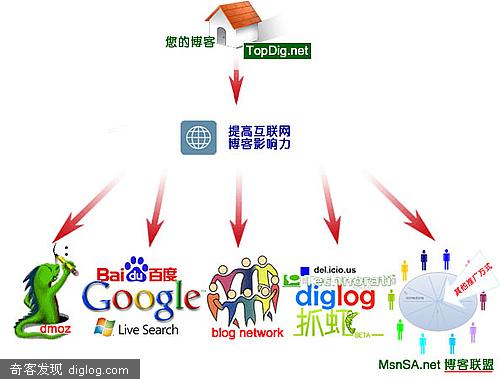 您的博客
TopDig.net
提高互联网
博客影响力
dmoz
Bai du 百度
Google
Live Search
blog network
del.icio.us
Technorati
diglog
抓虾 BETA
其他推广方式
MsnSA.net 博客联盟
奇客发现 diglog.com